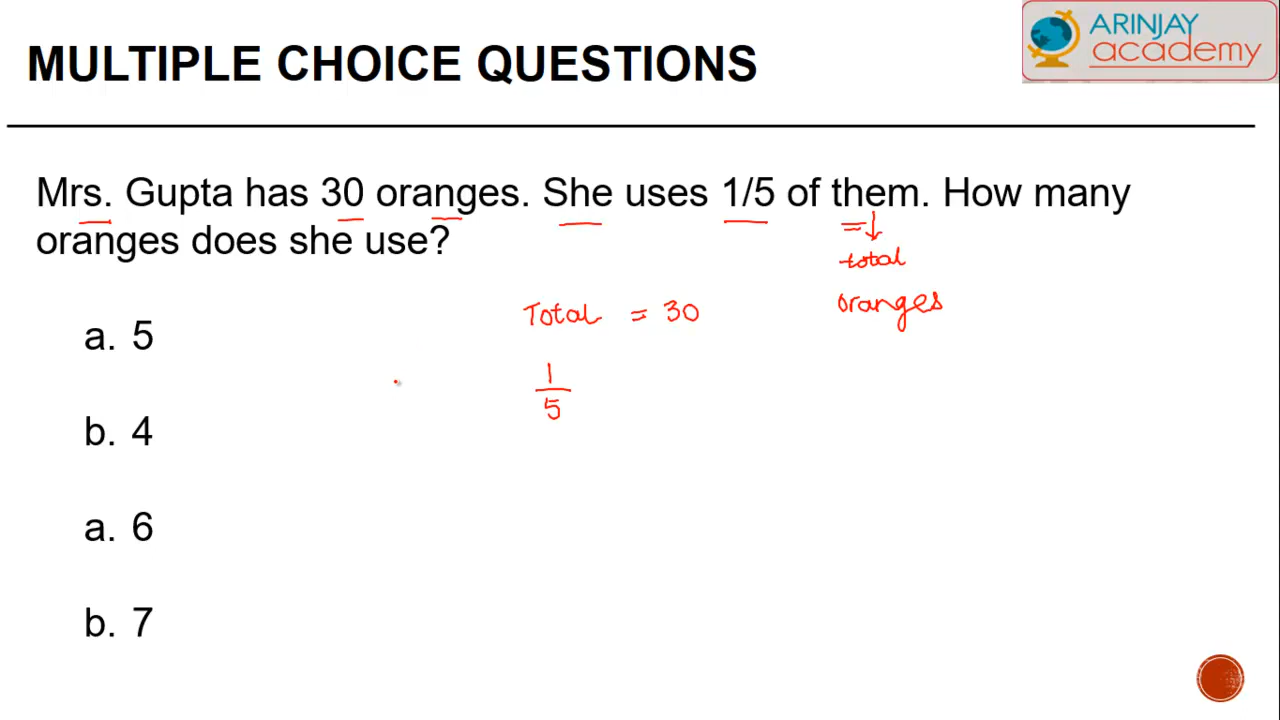 ARINJAY
academy
MULTIPLE CHOICE QUESTIONS
Mrs. Gupta has 30 oranges. She uses 1/5 of them. How many
oranges does she use?
total
oranges
Total = 30
1
5
a. 5
b. 4
a. 6
b. 7